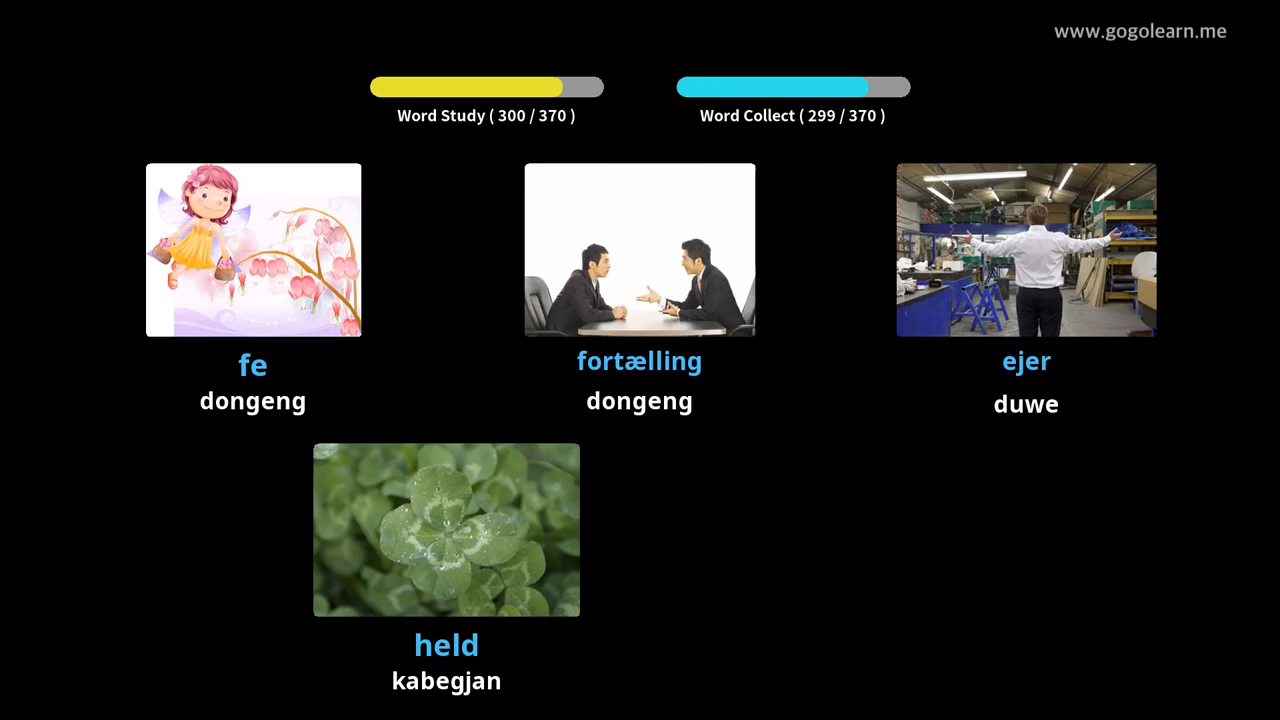 www.gogolearn.me
Word Study ( 300 / 370 )
Word Collect ( 299 / 370 )
fe
dongeng
fortælling
dongeng
ejer
duwe
held
kabegjan